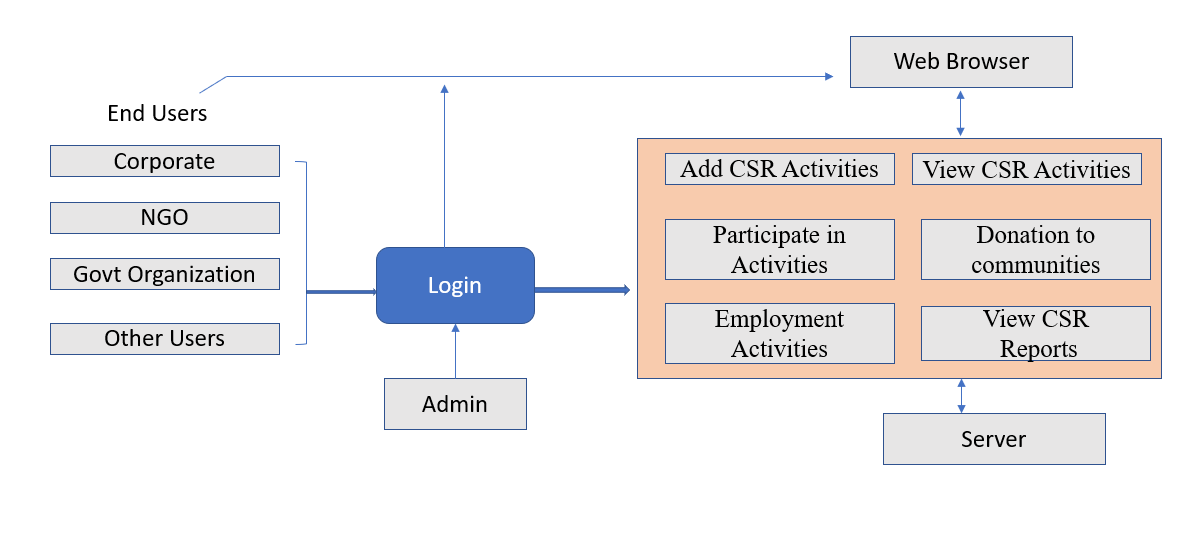 Web Browser
End Users
Corporate
NGO
Govt Organization
Other Users
Login
Admin
Add CSR Activities
View CSR Activities
Participate in
Activities
Donation to
communities
Employment
Activities
View CSR
Reports
Server